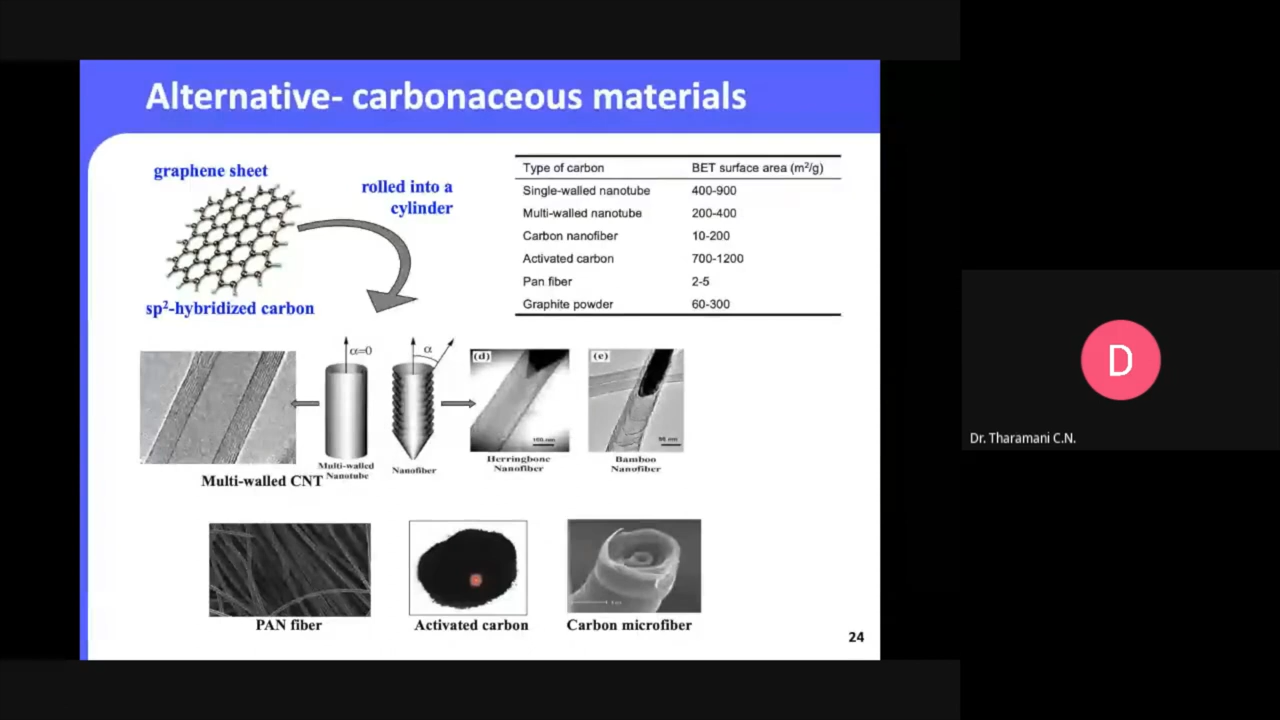 Alternative- carbonaceous materials
graphene sheet
rolled into a
cylinder
sp²-hybridized carbon
Type of carbon BET surface area (m²/g)
Single-walled nanotube 400-900
Multi-walled nanotube 200-400
Carbon nanofiber 10-200
Activated carbon 700-1200
Pan fiber 2-5
Graphite powder 60-300
α=0
α
(d)
(e)
100 nm
Multi-walled
Nanotube
Nanofiber
Herringbone
Nanofiber
Bamboo
Nanofiber
Multi-walled CNT
PAN fiber
Activated carbon
Carbon microfiber
24
D
Dr. Tharamani C.N.